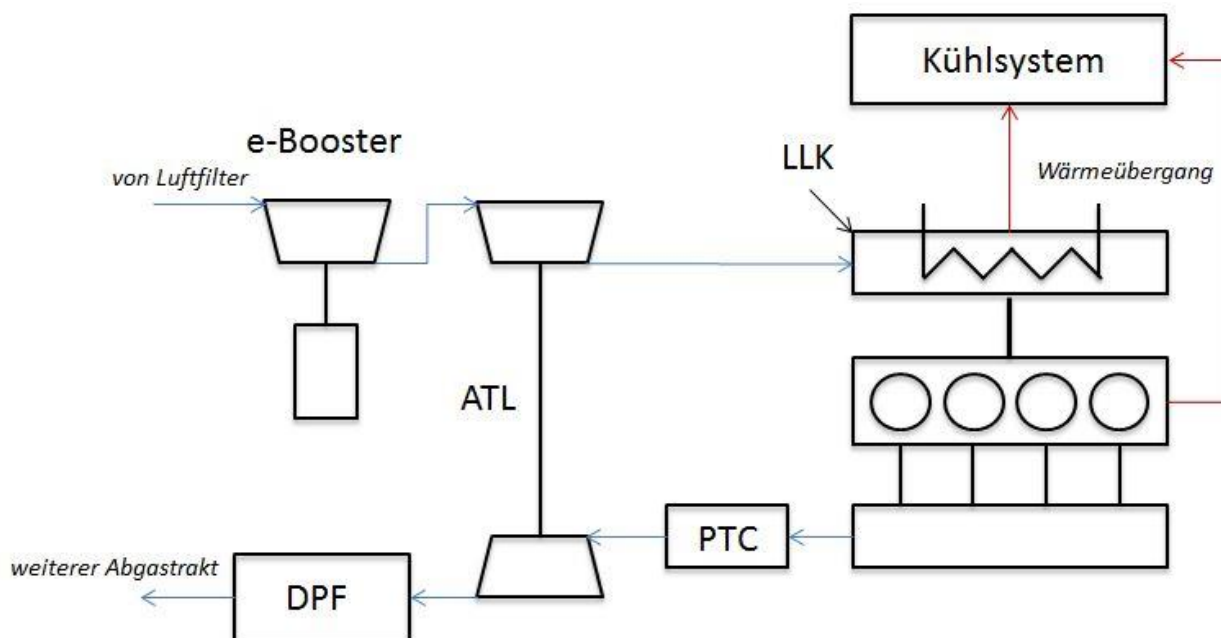 Kühlsystem
e-Booster
von Luftfilter
LLK
Wärmeübergang
ATL
PTC
weiterer Abgastrakt
DPF